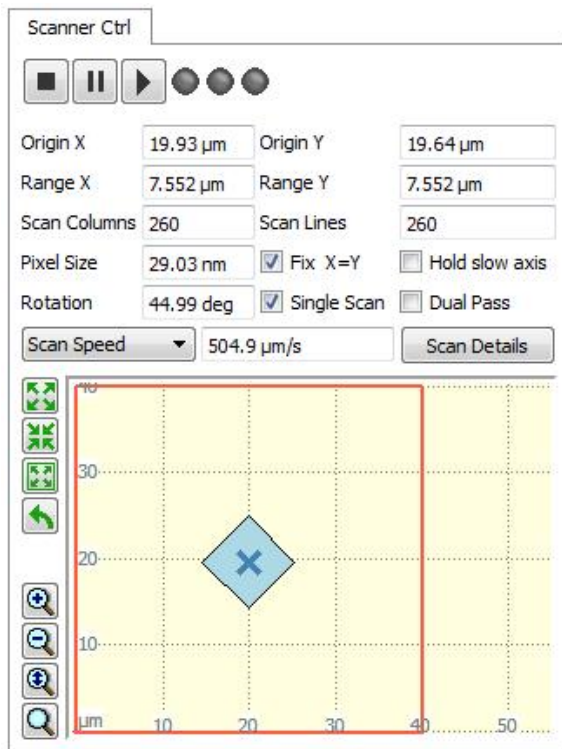 Scanner Ctrl
Origin X 19.93 µm Origin Y 19.64 µm
Range X 7.552 µm Range Y 7.552 µm
Scan Columns 260 Scan Lines 260
Pixel Size 29.03 nm Fix X=Y Hold slow axis
Rotation 44.99 deg Single Scan Dual Pass
Scan Speed 504.9 µm/s Scan Details
40
30
20
10
µm 10 20 30 40 50